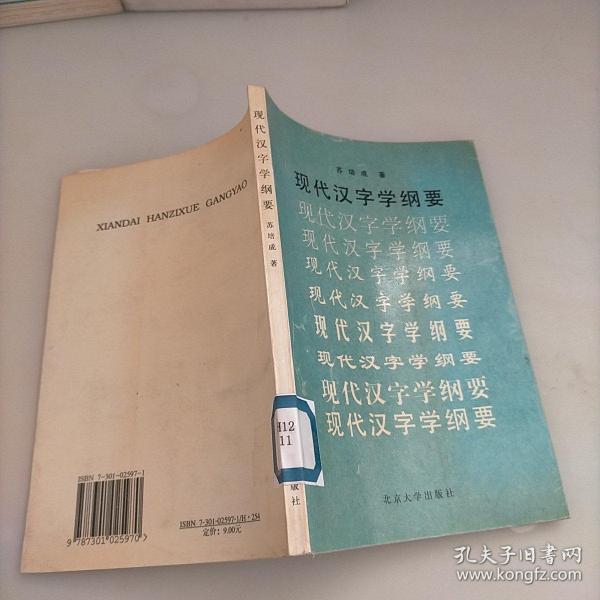 XIANDAI HANZIXUE GANGYAO
ISBN 7-301-02597-1
9 787301 025970 >
ISBN 7-301-02597-1/H·254
定价：9.00元
现代汉字学纲要
苏培成 著
H12
11
版社
苏培成 著
现代汉字学纲要
现代汉字学纲要
现代汉字学纲要
现代汉字学纲要
现代汉字学纲要
现代汉字学纲要
现代汉字学纲要
现代汉字学纲要
现代汉字学纲要
北京大学出版社
孔夫子旧书网
www.kongfz.com